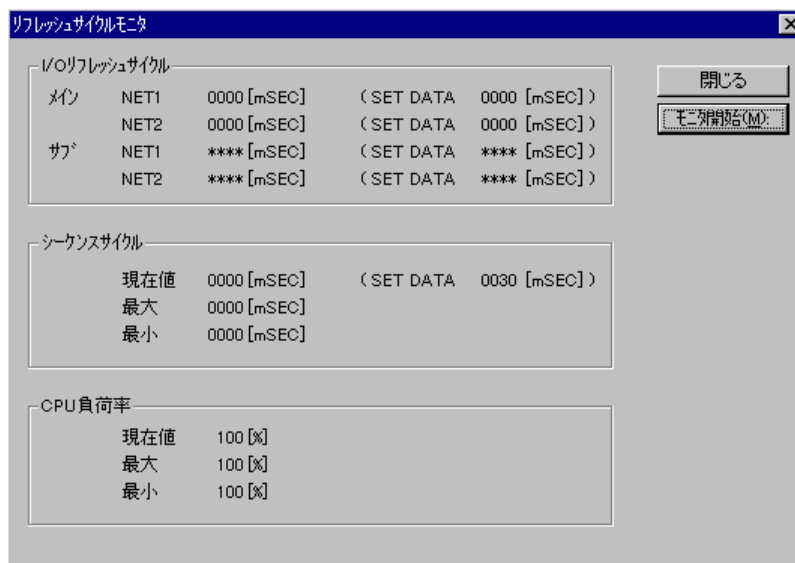 リフレッシュサイクルモニタ
I/Oリフレッシュサイクル
メイン NET1 0000 [mSEC] ( SET DATA 0000 [mSEC] )
NET2 0000 [mSEC] ( SET DATA 0000 [mSEC] )
サブ NET1 **** [mSEC] ( SET DATA **** [mSEC] )
NET2 **** [mSEC] ( SET DATA **** [mSEC] )
閉じる
モニタ開始(M):
シーケンスサイクル
現在値 0000 [mSEC] ( SET DATA 0030 [mSEC] )
最大 0000 [mSEC]
最小 0000 [mSEC]
CPU負荷率
現在値 100 [%]
最大 100 [%]
最小 100 [%]